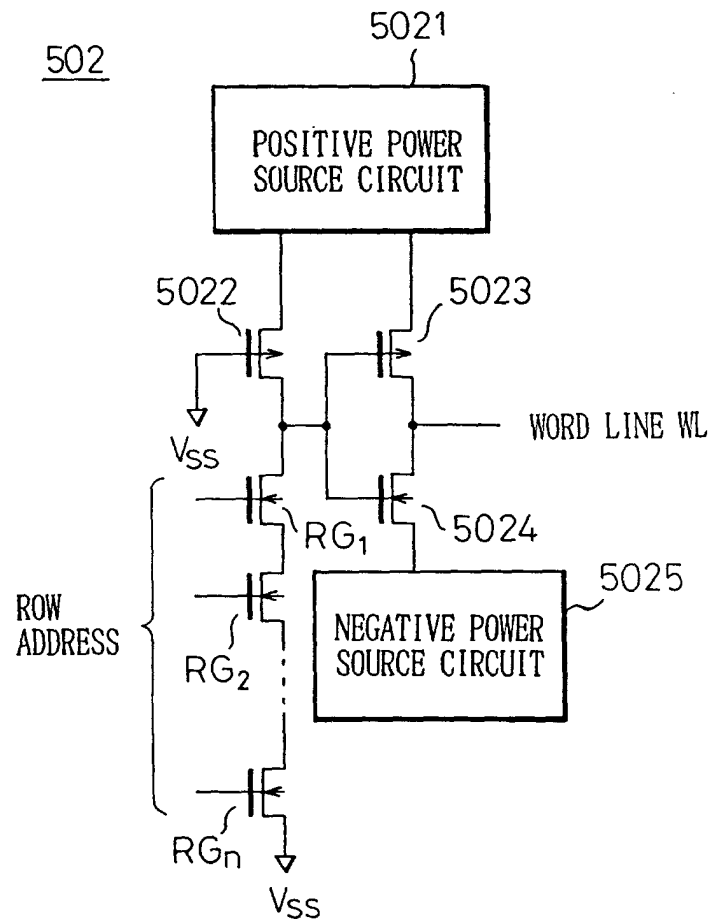 502
5021
POSITIVE POWER
SOURCE CIRCUIT
5022
5023
VSS
WORD LINE WL
RG1
5024
ROW
ADDRESS
RG2
5025
NEGATIVE POWER
SOURCE CIRCUIT
RGn
VSS